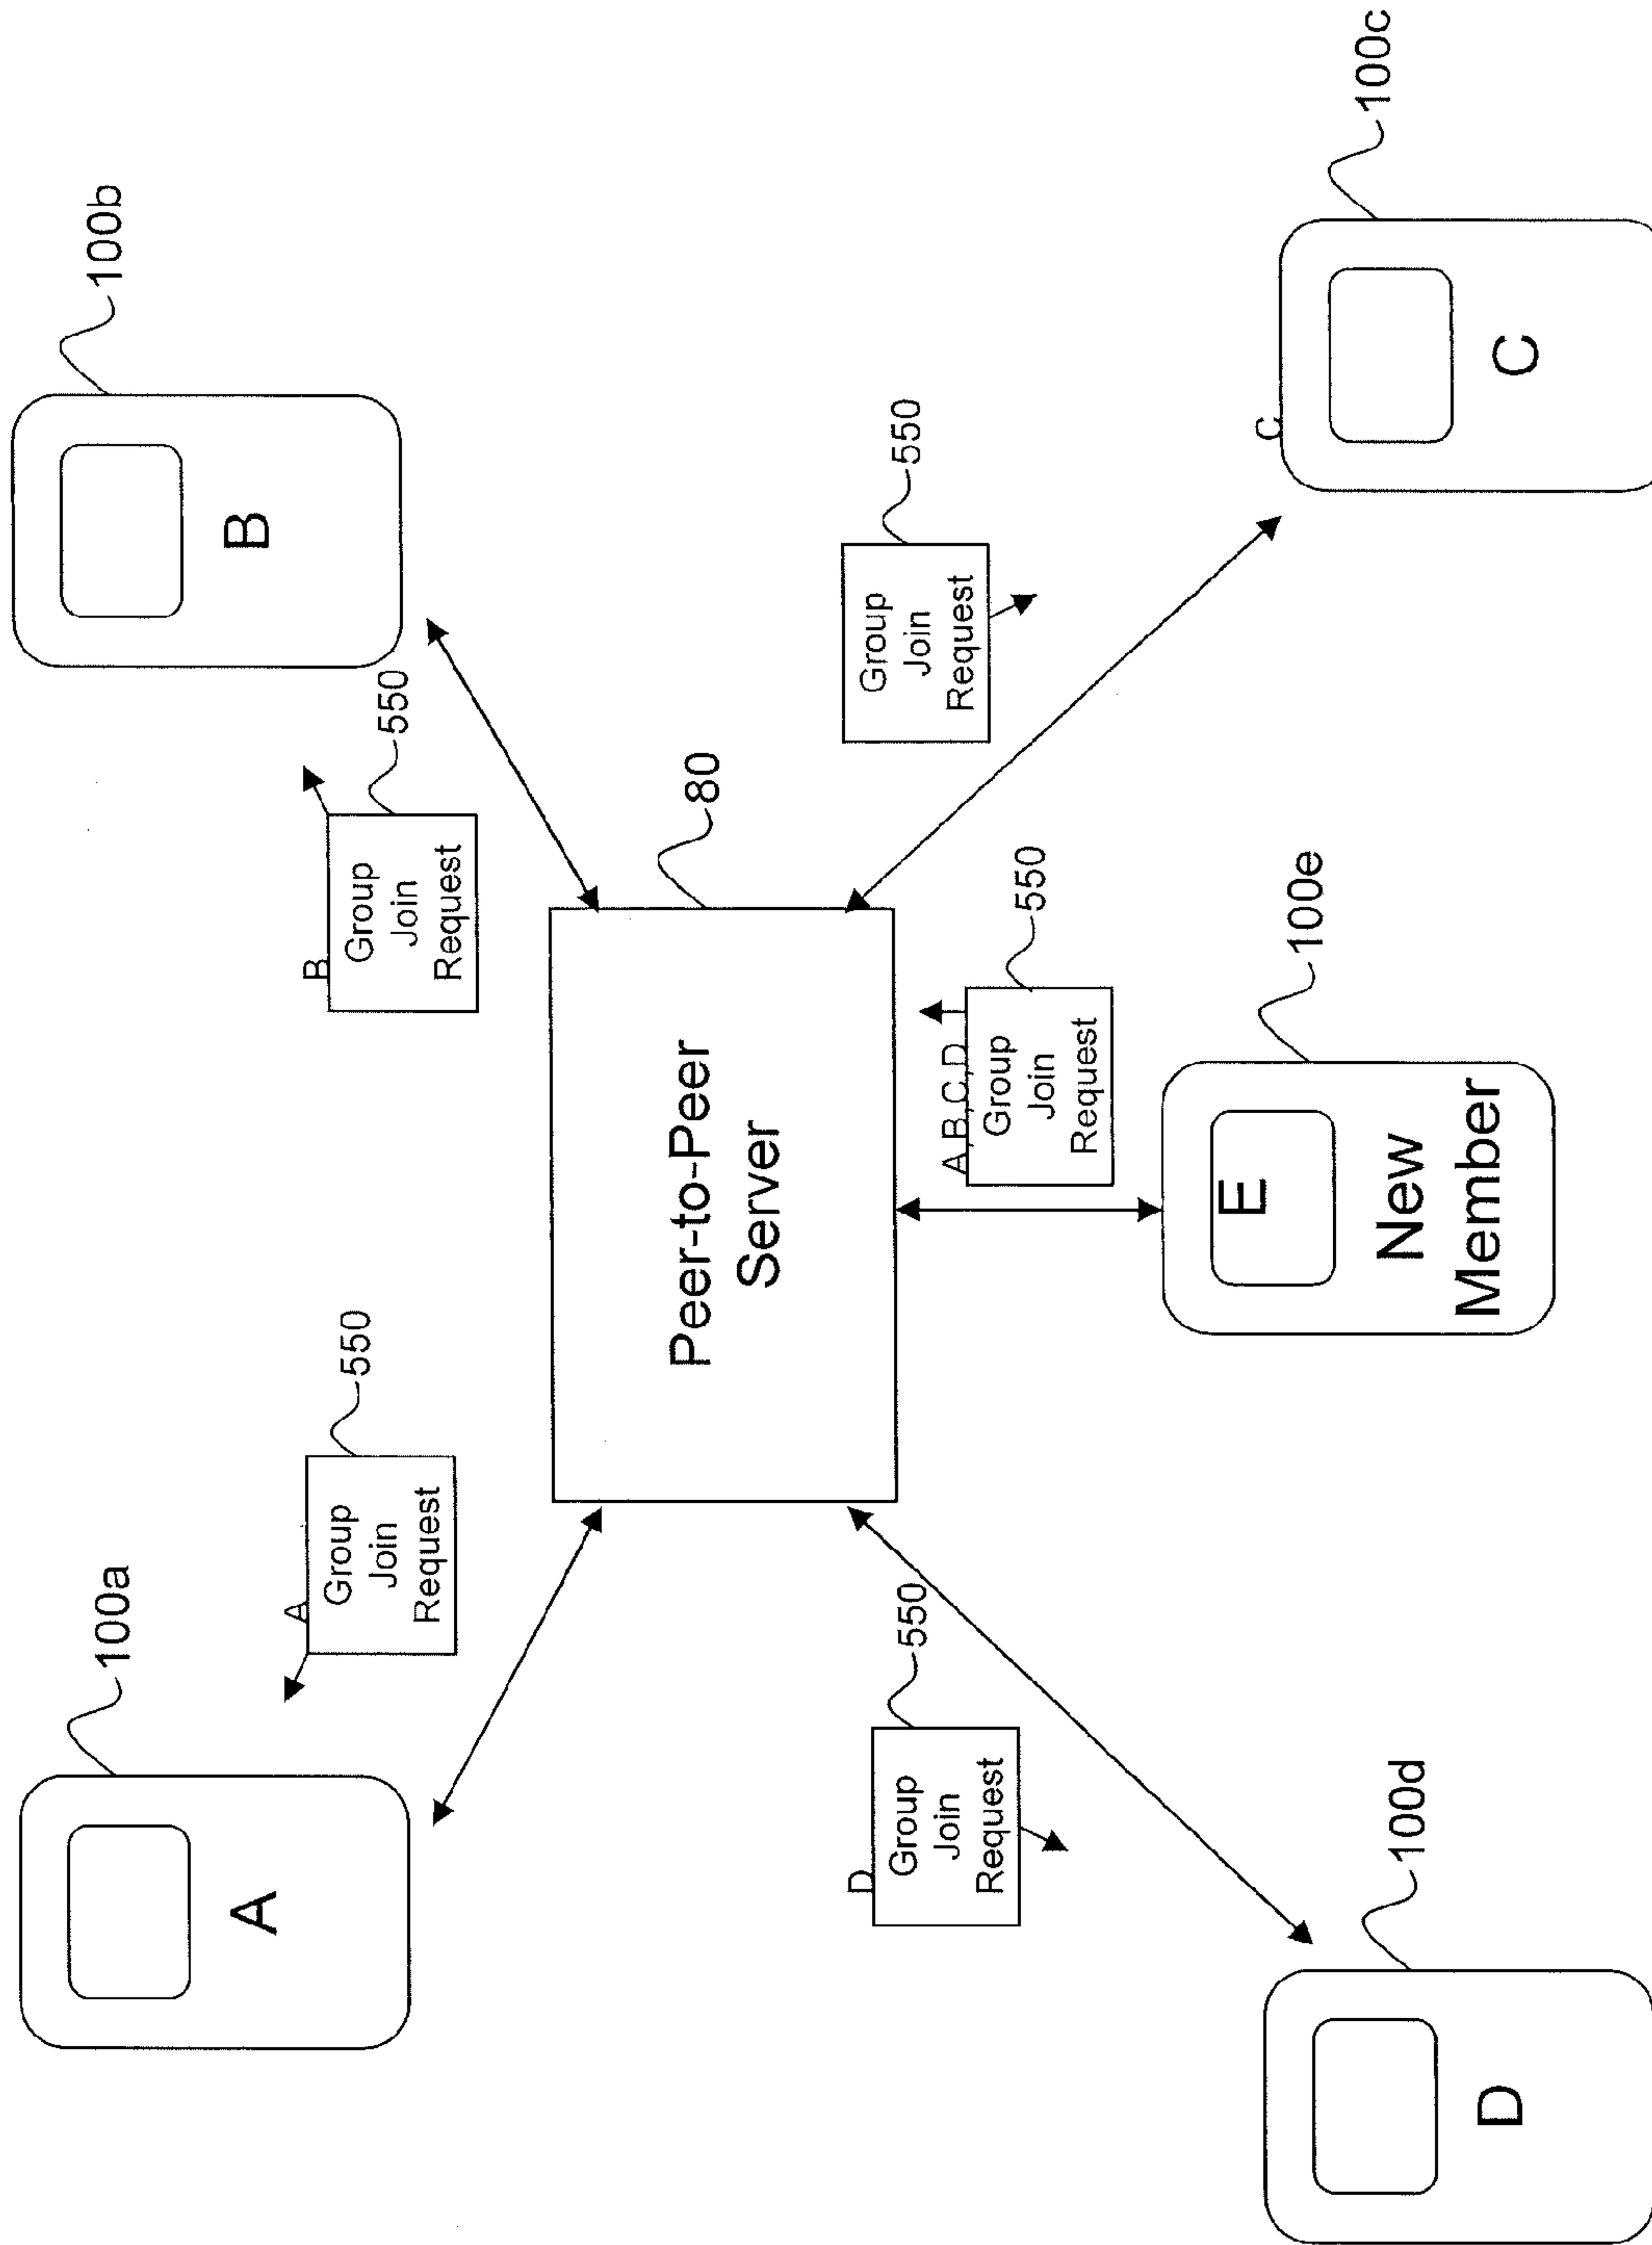 100a
A
A
Group
Join
Request
550
100b
B
B
Group
Join
Request
550
Peer-to-Peer
Server
80
D
Group
Join
Request
550
A, B, C, D
Group
Join
Request
550
Group
Join
Request
550
100d
D
100e
E
New
Member
100c
C
C